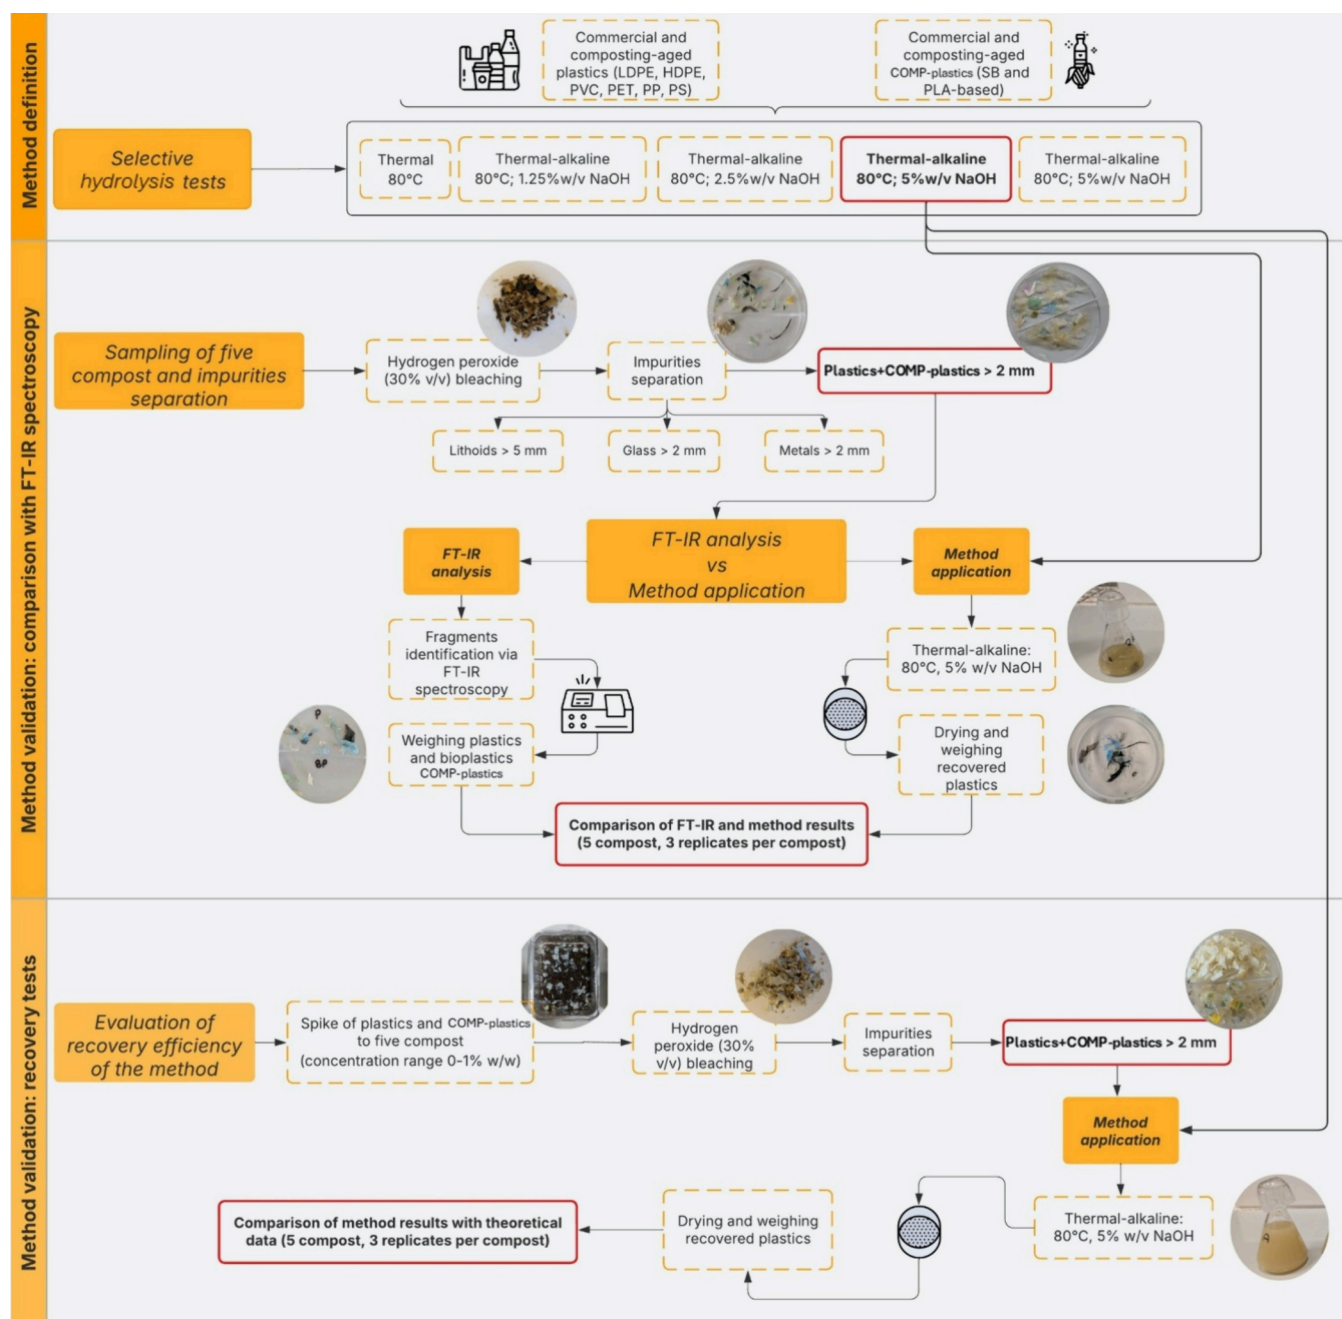 Method definition
Commercial and
composting-aged
plastics (LDPE, HDPE,
PVC, PET, PP, PS)
Commercial and
composting-aged
COMP-plastics (SB and
PLA-based)
Selective
hydrolysis tests
Thermal
80°C
Thermal-alkaline
80°C; 1.25%w/v NaOH
Thermal-alkaline
80°C; 2.5%w/v NaOH
Thermal-alkaline
80°C; 5%w/v NaOH
Thermal-alkaline
80°C; 5%w/v NaOH
Method validation: comparison with FT-IR spectroscopy
Sampling of five
compost and impurities
separation
Hydrogen peroxide
(30% v/v) bleaching
Impurities
separation
Plastics+COMP-plastics > 2 mm
Lithoids > 5 mm
Glass > 2 mm
Metals > 2 mm
FT-IR analysis
vs
Method application
FT-IR
analysis
Method
application
Fragments
identification via
FT-IR
spectroscopy
Thermal-alkaline:
80°C, 5% w/v NaOH
Weighing plastics
and bioplastics
COMP-plastics
P
BP
Drying and
weighing
recovered
plastics
Comparison of FT-IR and method results
(5 compost, 3 replicates per compost)
Method validation: recovery tests
Evaluation of
recovery efficiency
of the method
Spike of plastics and COMP-plastics
to five compost
(concentration range 0-1% w/w)
Hydrogen
peroxide (30%
v/v) bleaching
Impurities
separation
Plastics+COMP-plastics > 2 mm
Method
application
Thermal-alkaline:
80°C, 5% w/v NaOH
Drying and weighing
recovered plastics
Comparison of method results with theoretical
data (5 compost, 3 replicates per compost)